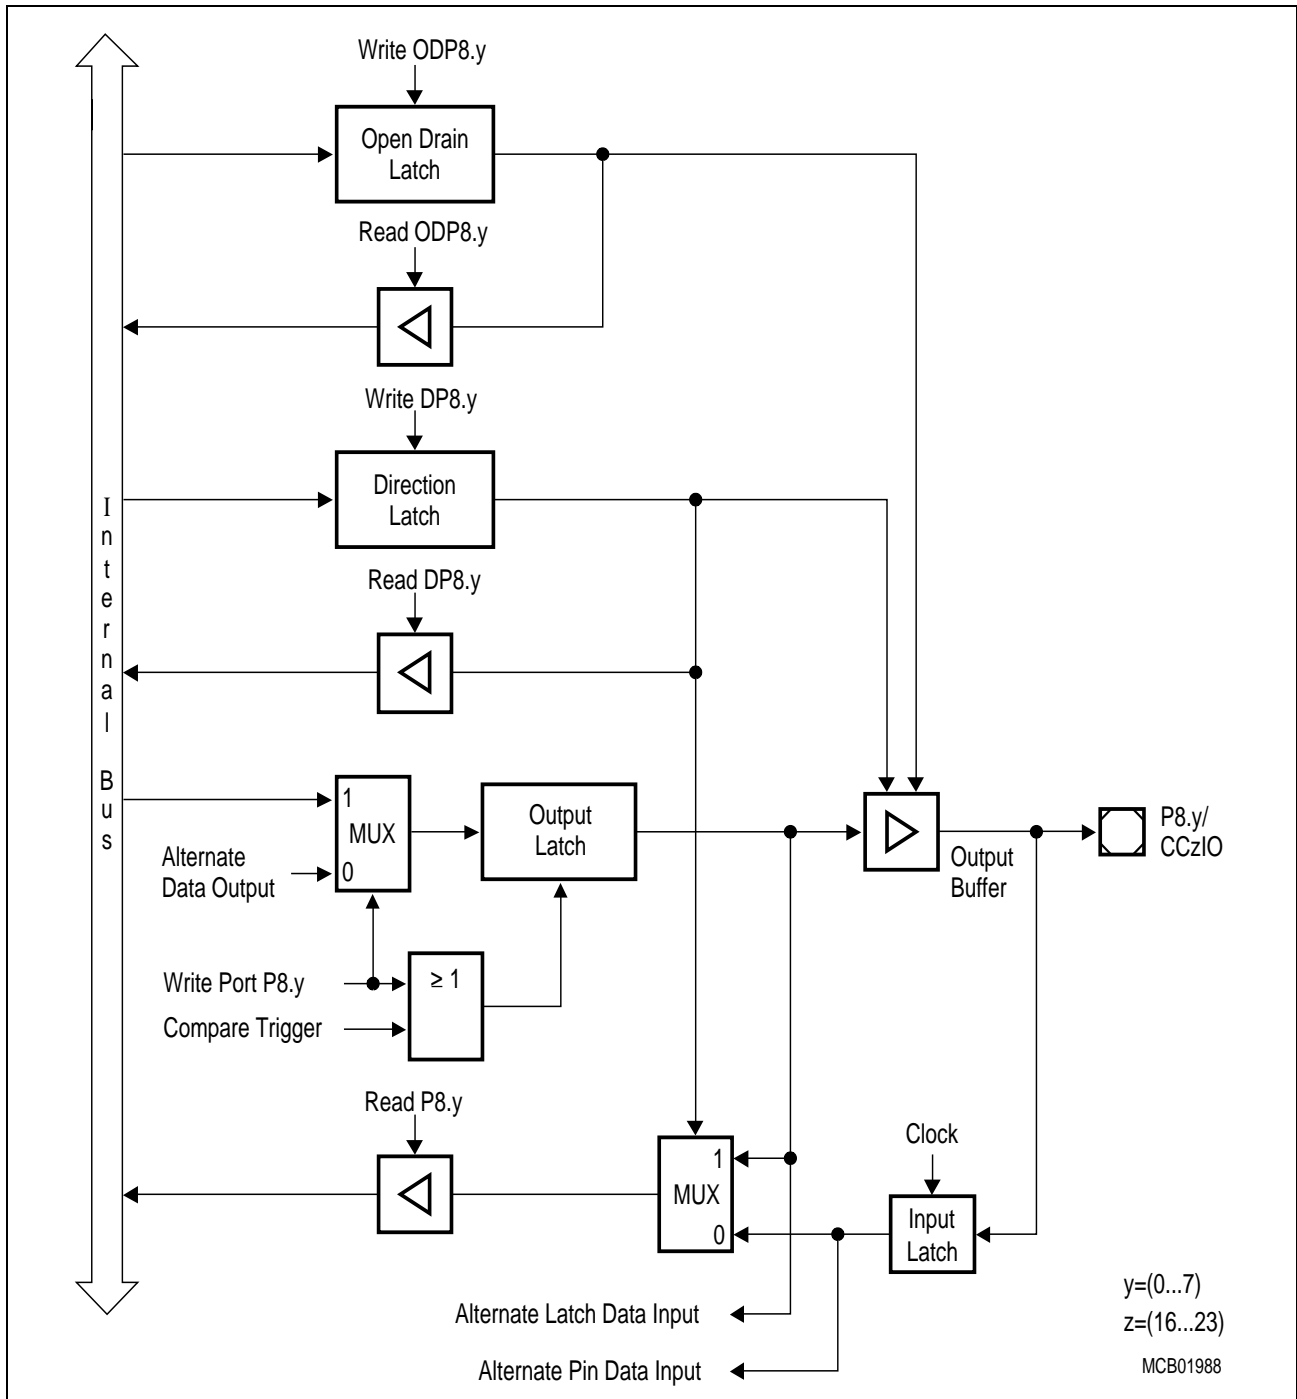 Write ODP8.y
Open Drain
Latch
Read ODP8.y
Write DP8.y
Direction
Latch
Read DP8.y
Internal Bus
1
MUX
0
Output
Latch
Alternate
Data Output
Output
Buffer
P8.y/
CCzIO
Write Port P8.y
≥ 1
Compare Trigger
Read P8.y
1
MUX
0
Clock
Input
Latch
Alternate Latch Data Input
Alternate Pin Data Input
y=(0...7)
z=(16...23)
MCB01988